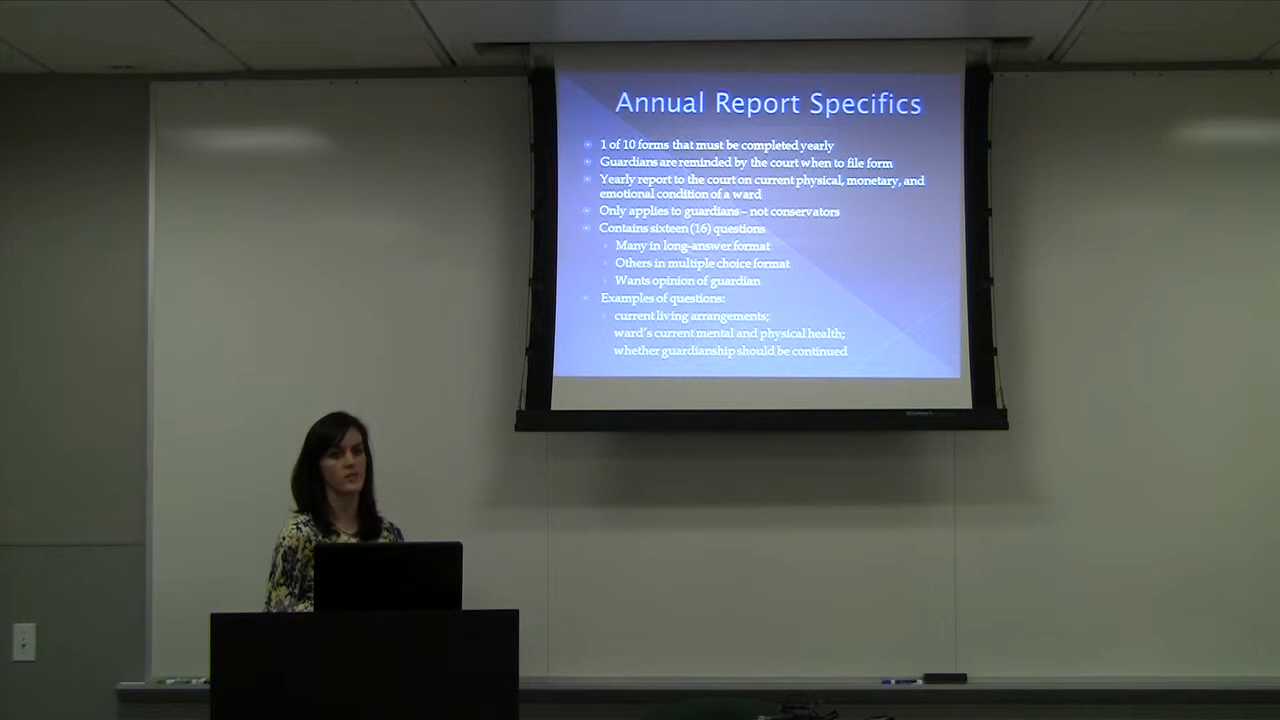 Annual Report Specifics
1 of 10 forms that must be completed yearly
Guardians are reminded by the court when to file form
Yearly report to the court on current physical, monetary, and
emotional condition of a ward
Only applies to guardians – not conservators
Contains sixteen (16) questions
Many in long-answer format
Others in multiple choice format
Wants opinion of guardian
Examples of questions:
current living arrangements;
ward's current mental and physical health;
whether guardianship should be continued